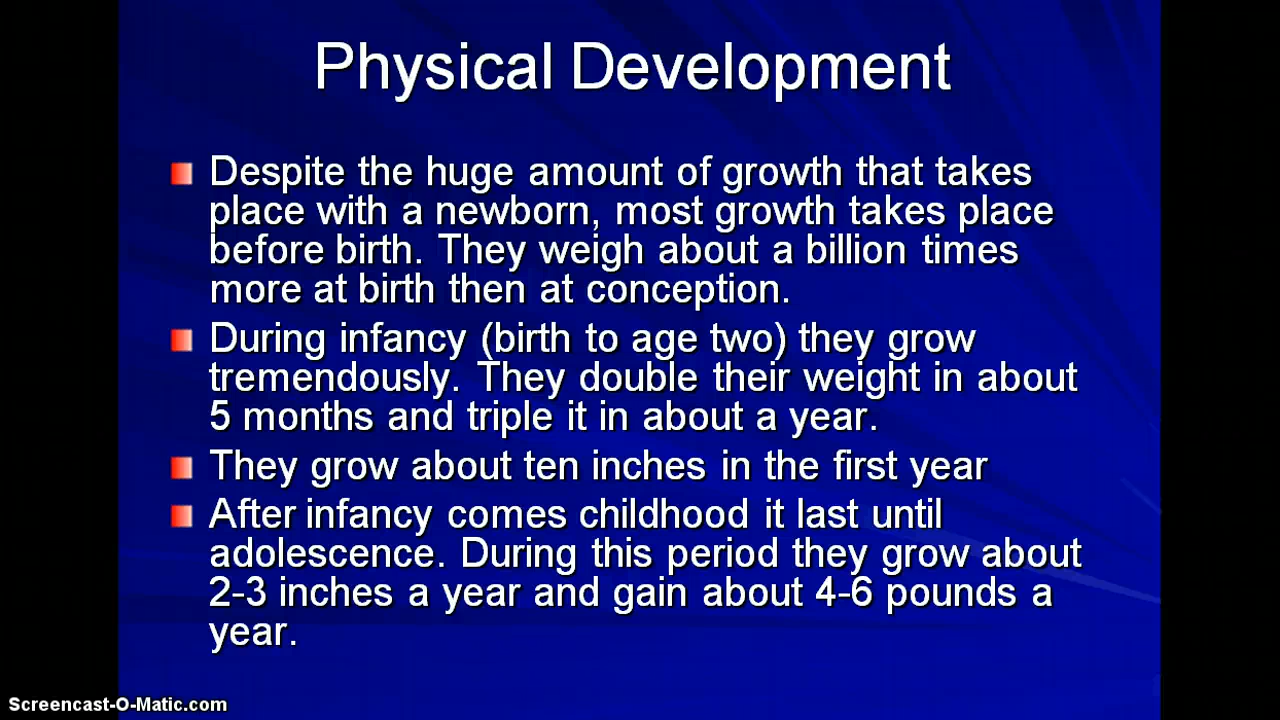 Physical Development
Despite the huge amount of growth that takes
place with a newborn, most growth takes place
before birth. They weigh about a billion times
more at birth then at conception.
During infancy (birth to age two) they grow
tremendously. They double their weight in about
5 months and triple it in about a year.
They grow about ten inches in the first year
After infancy comes childhood it last until
adolescence. During this period they grow about
2-3 inches a year and gain about 4-6 pounds a
year.
Screencast-O-Matic.com